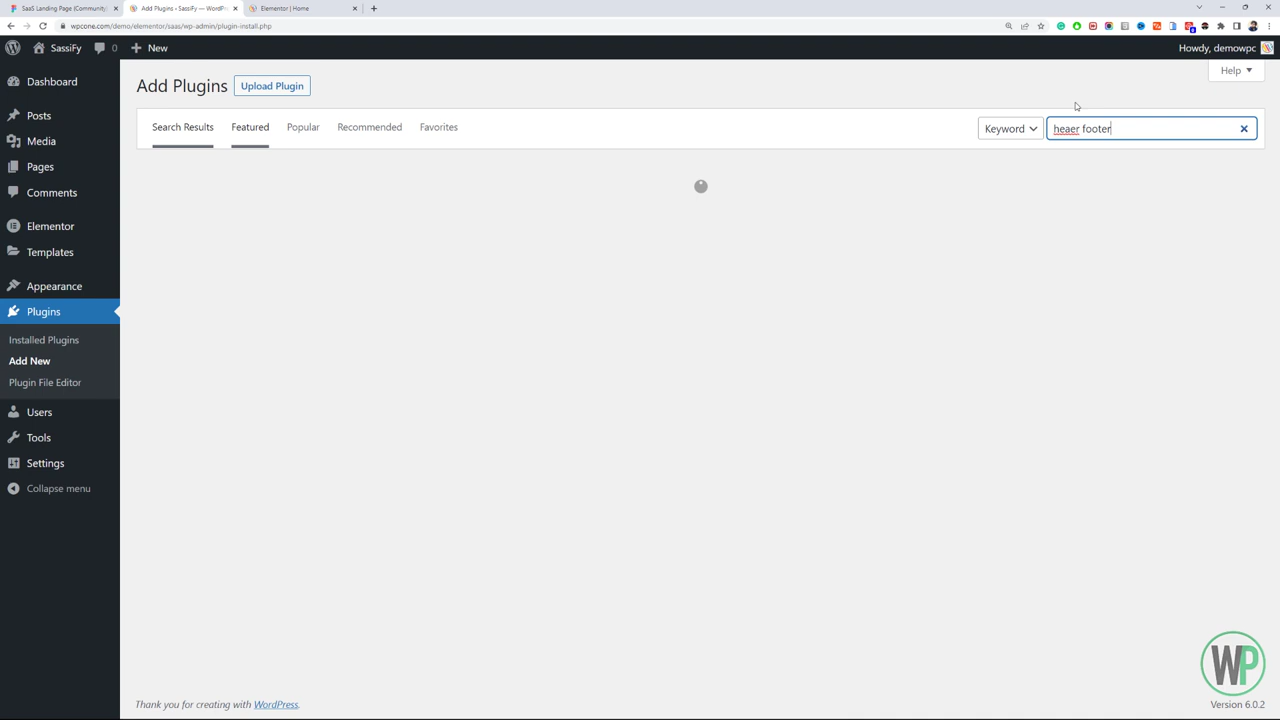 SaaS Landing Page (Community)
Add Plugins ‹ SassiFy — WordPr
Elementor | Home
wpcone.com/demo/elementor/saas/wp-admin/plugin-install.php
SassiFy
0
New
Howdy, demowpc
Help
Add Plugins
Upload Plugin
Search Results
Featured
Popular
Recommended
Favorites
Keyword
heaer footer
Dashboard
Posts
Media
Pages
Comments
Elementor
Templates
Appearance
Plugins
Installed Plugins
Add New
Plugin File Editor
Users
Tools
Settings
Collapse menu
WP
Thank you for creating with WordPress.
Version 6.0.2